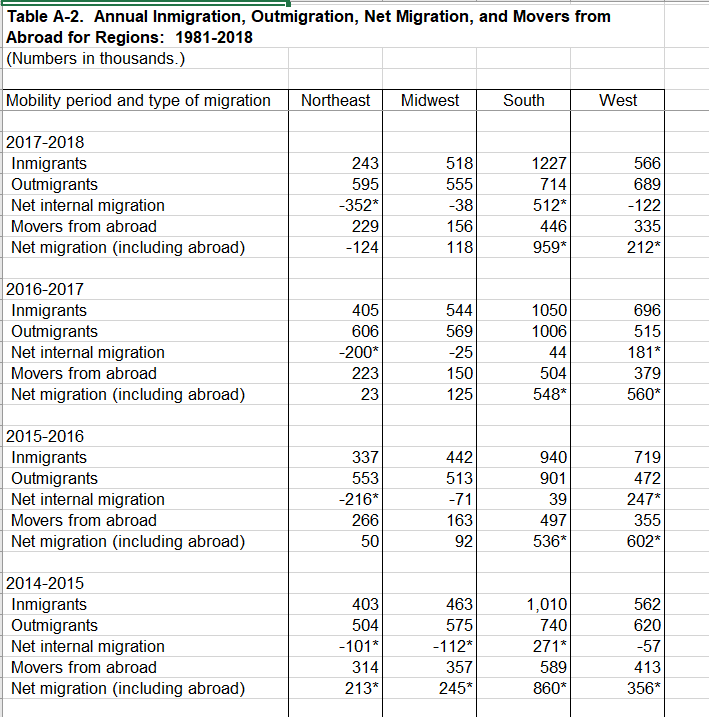 Table A-2. Annual Inmigration, Outmigration, Net Migration, and Movers from
Abroad for Regions: 1981-2018
(Numbers in thousands.)
Mobility period and type of migration Northeast Midwest South West
2017-2018
Inmigrants 243 518 1227 566
Outmigrants 595 555 714 689
Net internal migration -352* -38 512* -122
Movers from abroad 229 156 446 335
Net migration (including abroad) -124 118 959* 212*
2016-2017
Inmigrants 405 544 1050 696
Outmigrants 606 569 1006 515
Net internal migration -200* -25 44 181*
Movers from abroad 223 150 504 379
Net migration (including abroad) 23 125 548* 560*
2015-2016
Inmigrants 337 442 940 719
Outmigrants 553 513 901 472
Net internal migration -216* -71 39 247*
Movers from abroad 266 163 497 355
Net migration (including abroad) 50 92 536* 602*
2014-2015
Inmigrants 403 463 1,010 562
Outmigrants 504 575 740 620
Net internal migration -101* -112* 271* -57
Movers from abroad 314 357 589 413
Net migration (including abroad) 213* 245* 860* 356*